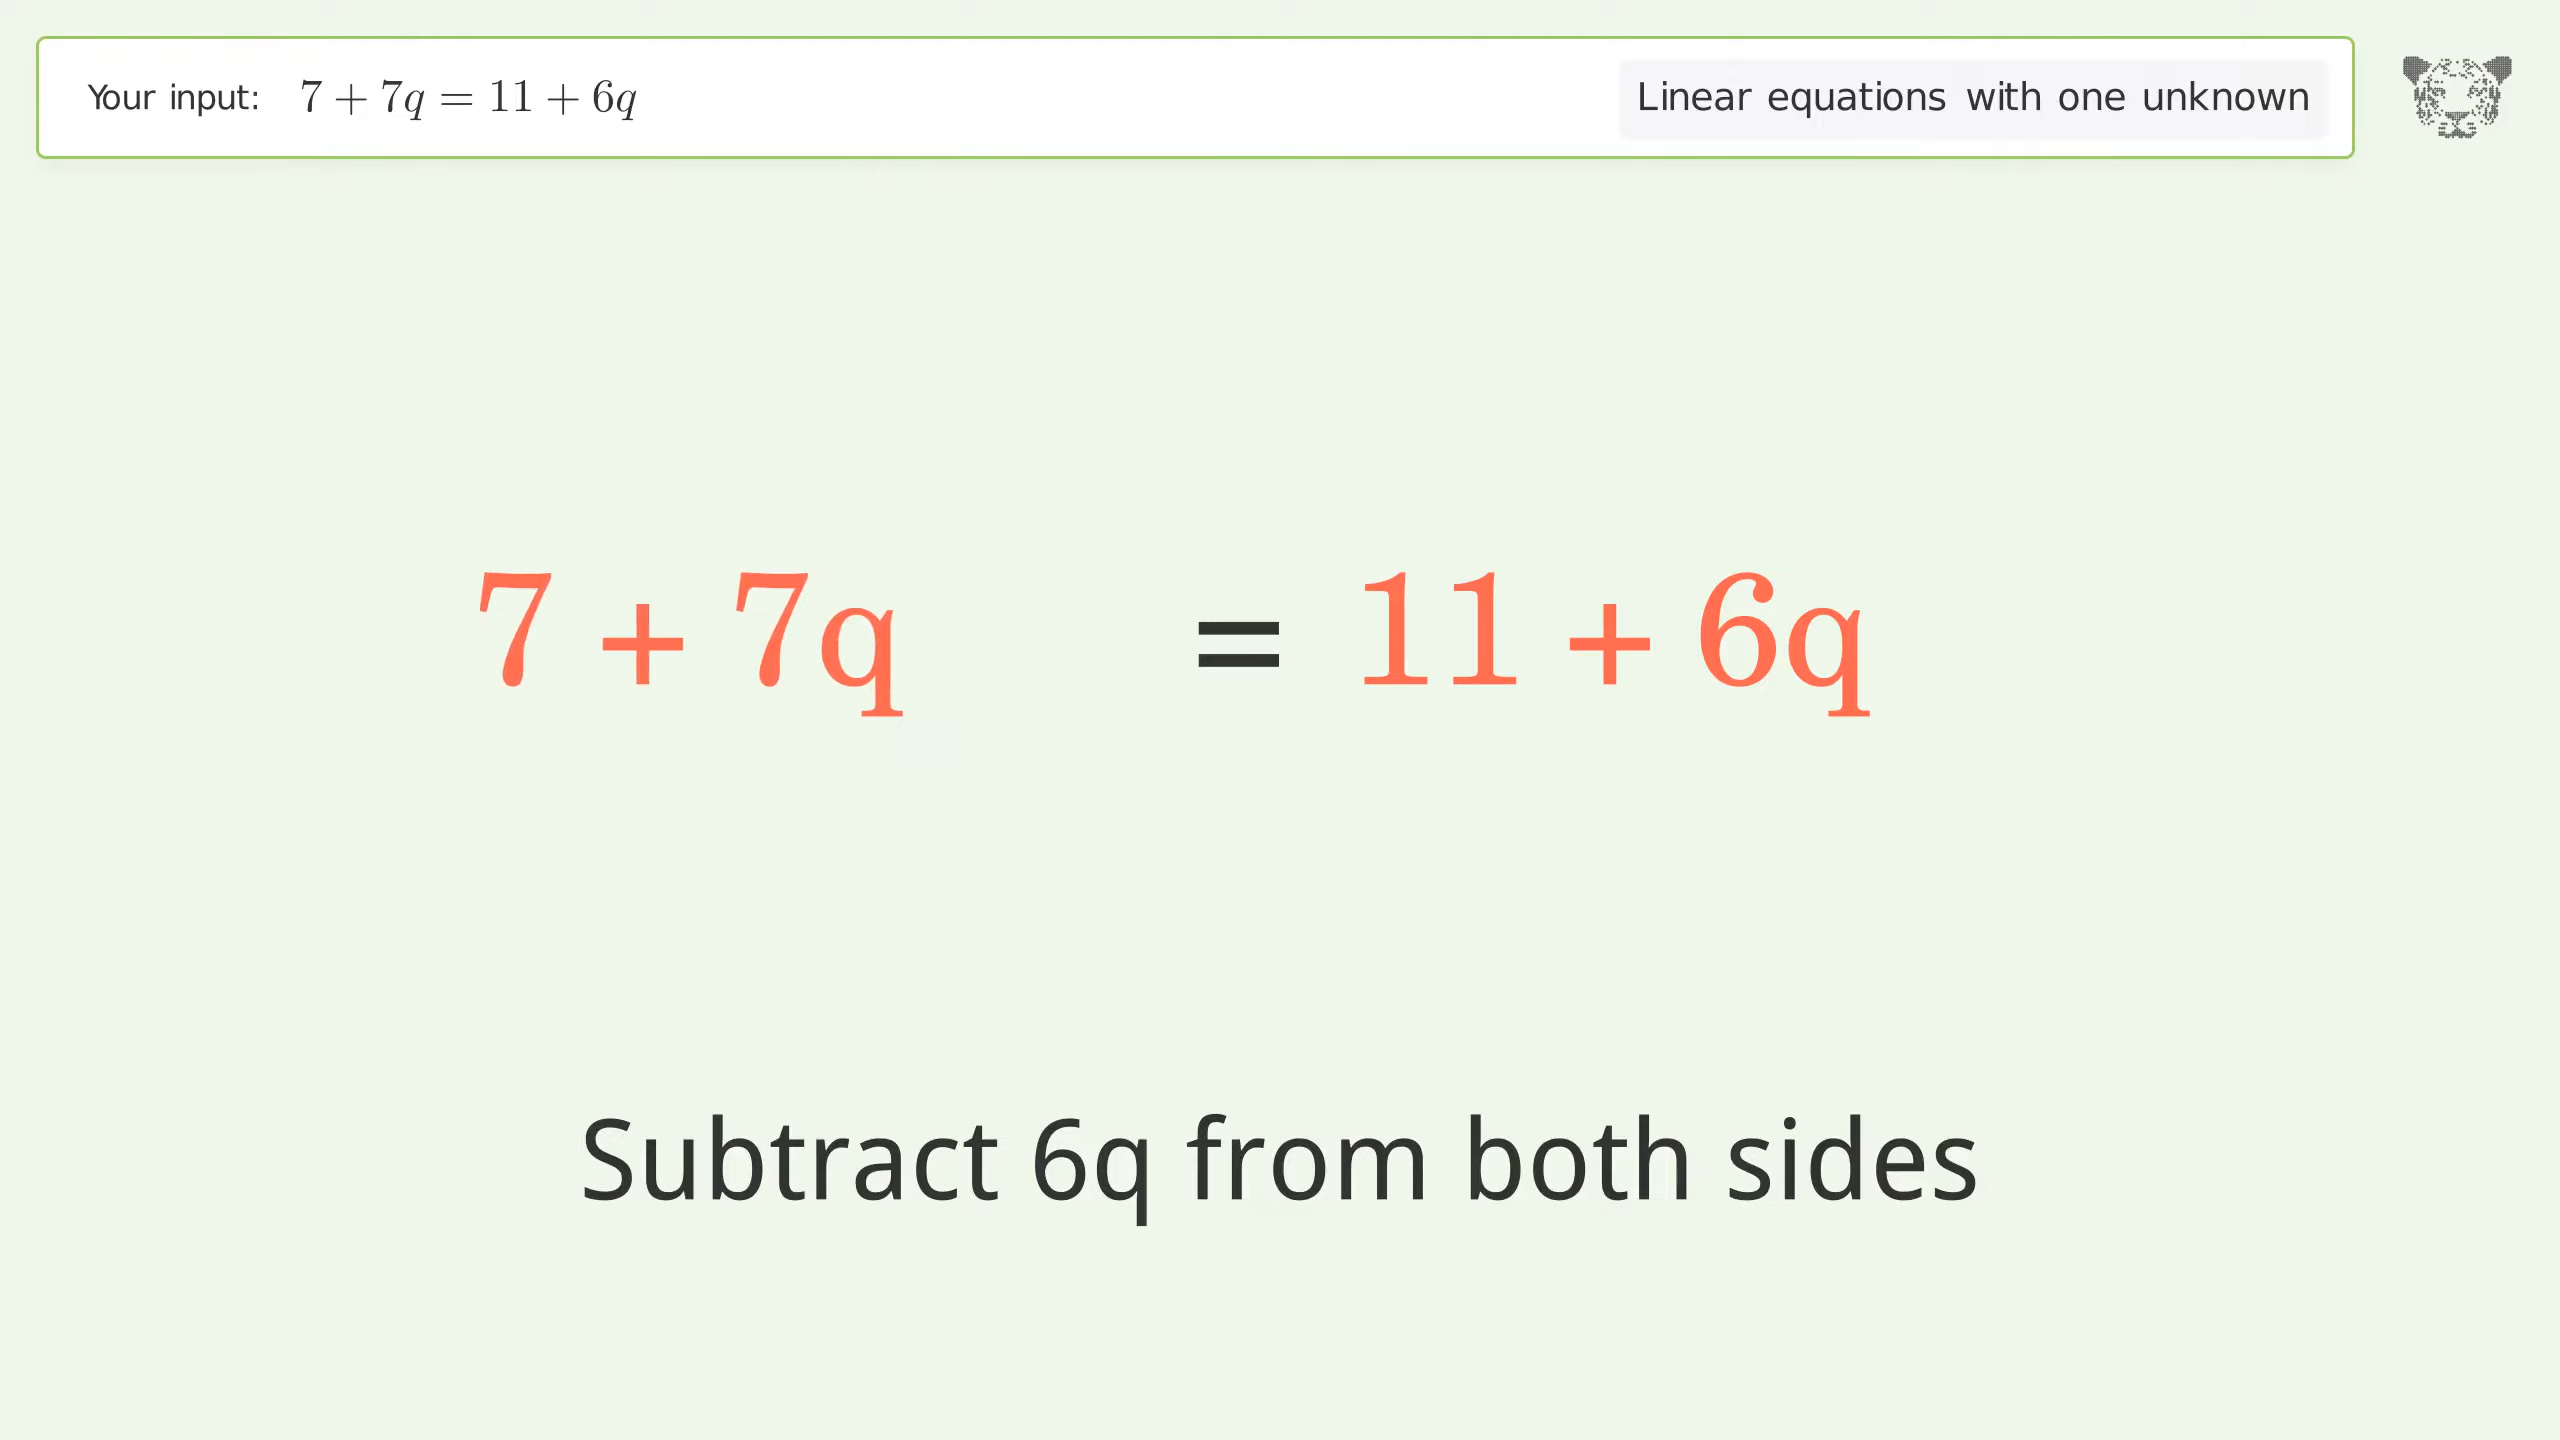 Your input: 7 + 7q = 11 + 6q
Linear equations with one unknown
7 + 7q = 11 + 6q
Subtract 6q from both sides